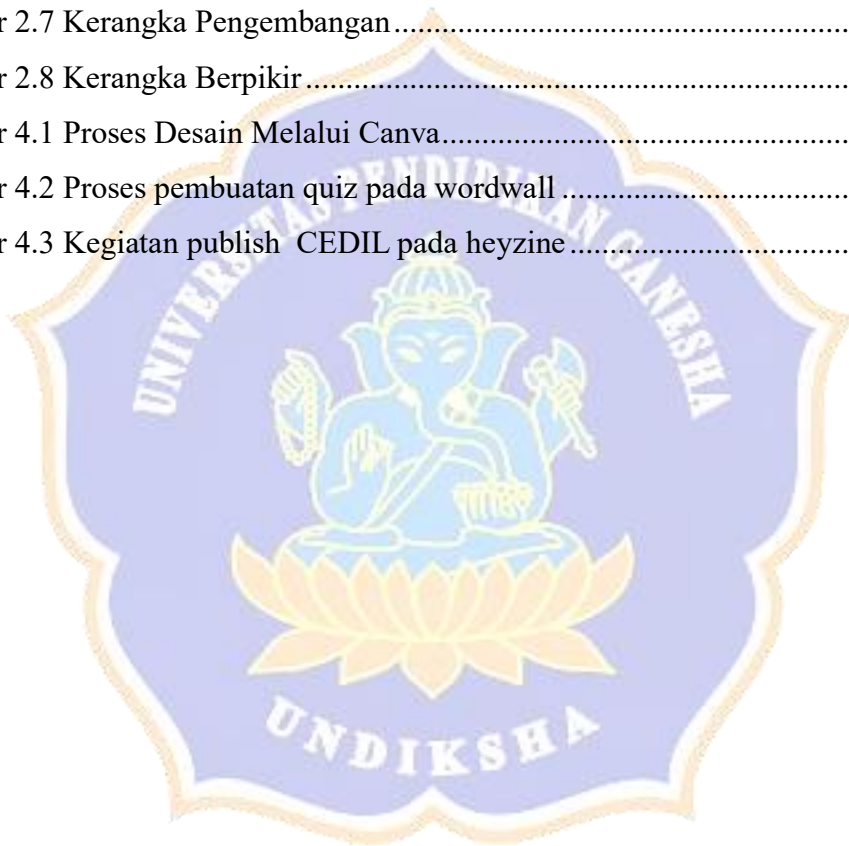 r 2.7 Kerangka Pengembangan................................................................
r 2.8 Kerangka Berpikir............................................................................
r 4.1 Proses Desain Melalui Canva..........................................................
r 4.2 Proses pembuatan quiz pada wordwall ...........................................
r 4.3 Kegiatan publish CEDIL pada heyzine..........................................
UNIVERSITAS PENDIDIKAN GANESHA
UNDIKSHA